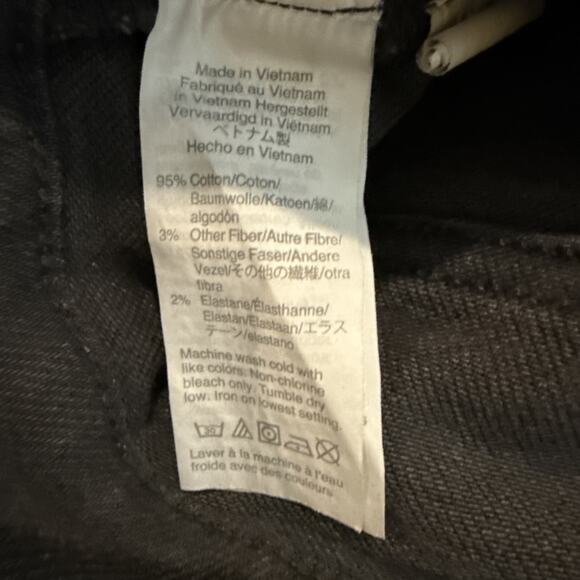 Made in Vietnam
Fabriqué au Vietnam
In Vietnam Hergestellt
Vervaardigd in Viëtnam
ベトナム製
Hecho en Vietnam
95% Cotton/Coton/
Baumwolle/Katoen/綿/
algodón
3% Other Fiber/Autre Fibre/
Sonstige Faser/Andere
Vezel/その他の繊維/otra
fibra
2% Elastane/Élasthanne/
Elastan/Elastaan/エラス
テーン/elastano
Machine wash cold with
like colors. Non-chlorine
bleach only. Tumble dry
low. Iron on lowest setting.
30
Laver à la machine à l'eau
froide avec des couleurs